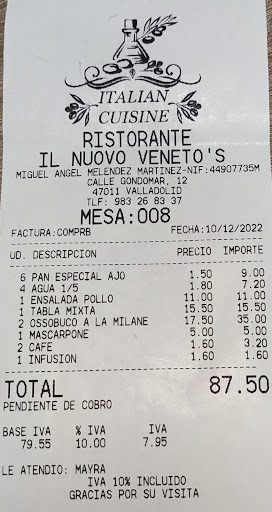 ITALIAN
CUISINE
RISTORANTE
IL NUOVO VENETO'S
MIGUEL ANGEL MELENDEZ MARTINEZ-NIF:44907735M
CALLE GONDOMAR, 12
47011 VALLADOLID
TLF: 983 26 83 37
MESA:008
FACTURA:COMPRB FECHA:10/12/2022
UD. DESCRIPCION PRECIO IMPORTE
6 PAN ESPECIAL AJO 1.50 9.00
4 AGUA 1/5 1.80 7.20
1 ENSALADA POLLO 11.00 11.00
1 TABLA MIXTA 15.50 15.50
2 OSSOBUCO A LA MILANE 17.50 35.00
1 MASCARPONE 5.00 5.00
2 CAFE 1.60 3.20
1 INFUSION 1.60 1.60
TOTAL 87.50
PENDIENTE DE COBRO
BASE IVA % IVA IVA
79.55 10.00 7.95
LE ATENDIO: MAYRA
IVA 10% INCLUIDO
GRACIAS POR SU VISITA